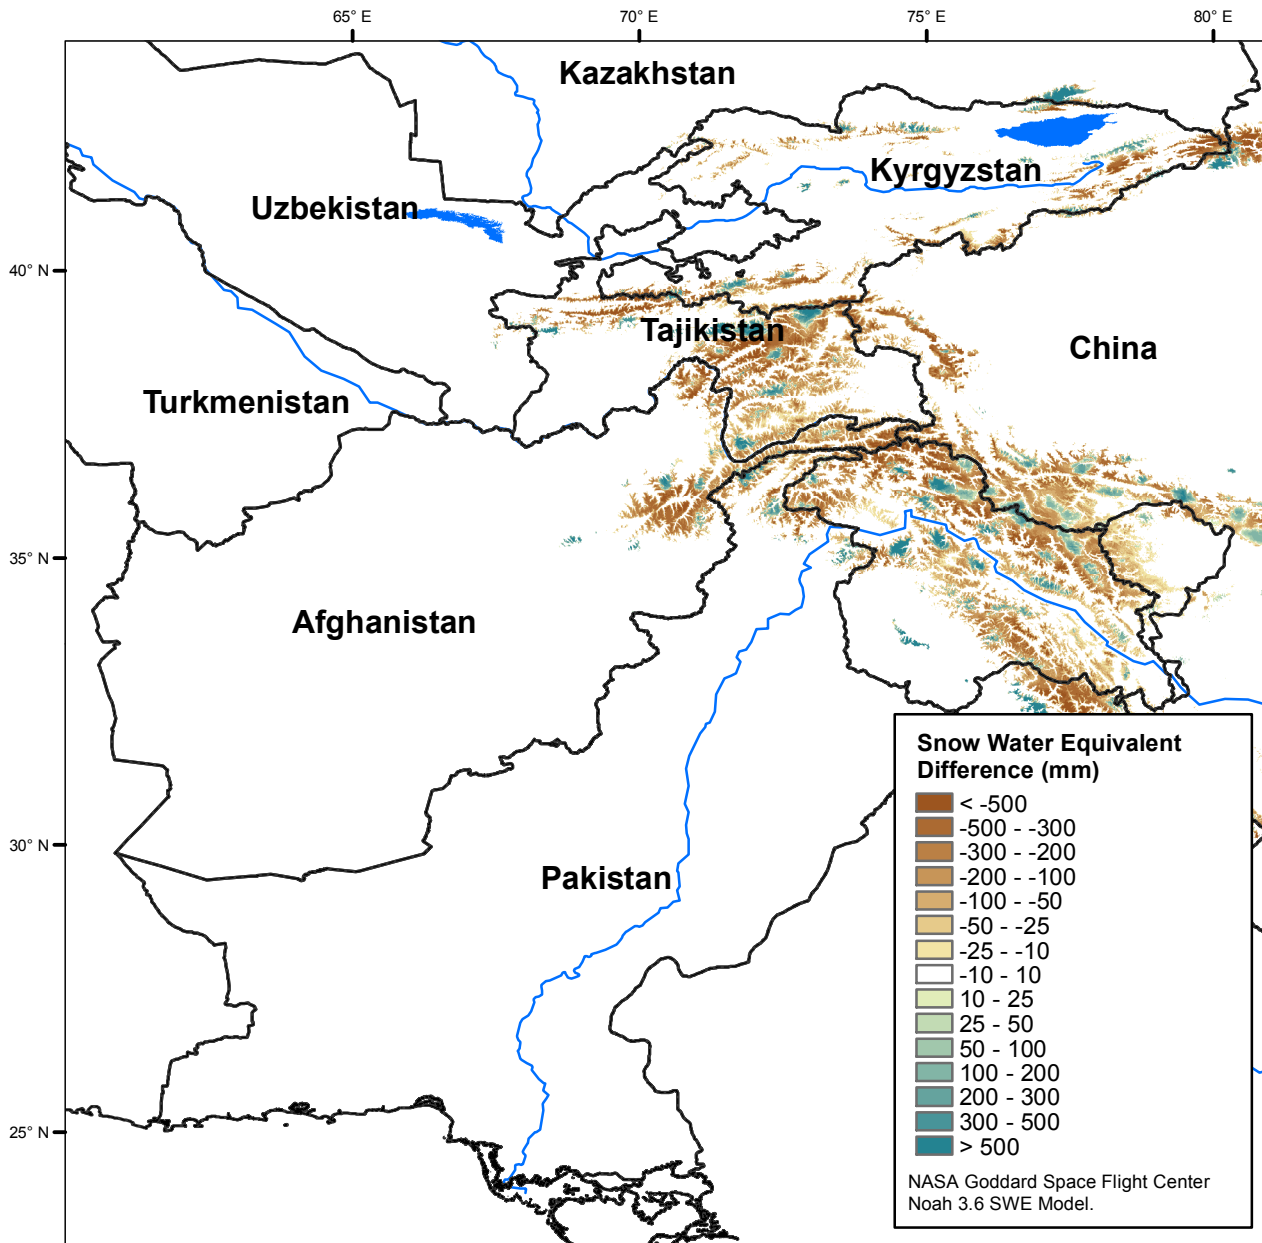 65° E
70° E
75° E
80° E
Kazakhstan
Kyrgyzstan
Uzbekistan
40° N
Tajikistan
China
Turkmenistan
35° N
Afghanistan
30° N
Pakistan
25° N
Snow Water Equivalent
Difference (mm)
< -500
-500 - -300
-300 - -200
-200 - -100
-100 - -50
-50 - -25
-25 - -10
-10 - 10
10 - 25
25 - 50
50 - 100
100 - 200
200 - 300
300 - 500
> 500
NASA Goddard Space Flight Center
Noah 3.6 SWE Model.